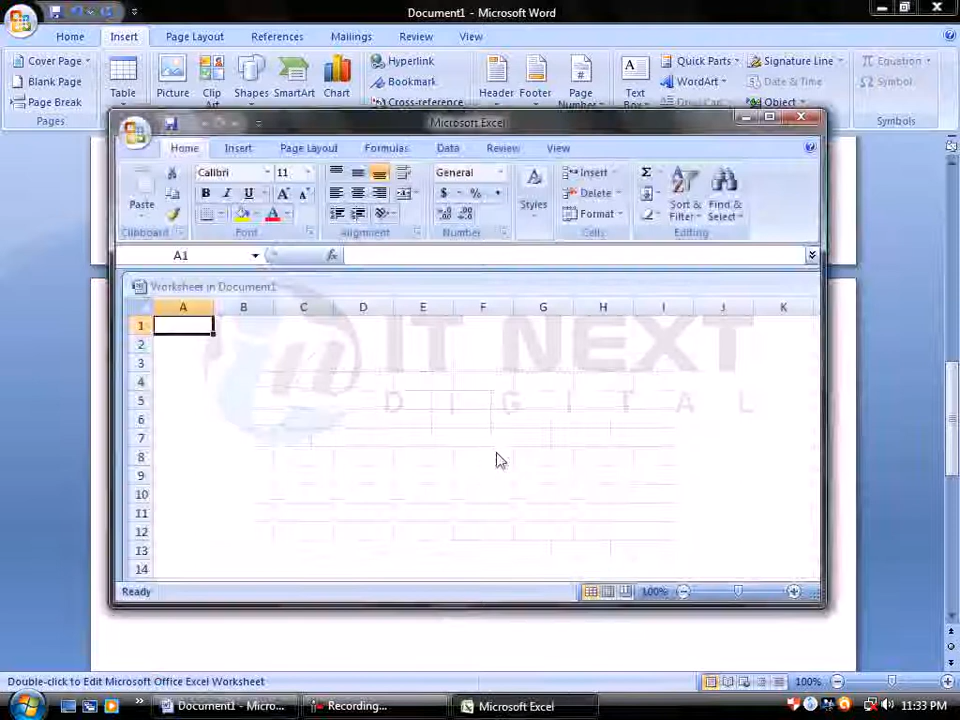 Document1 - Microsoft Word
Home Insert Page Layout References Mailings Review View
Cover Page
Blank Page
Page Break
Pages
Table
Picture
Clip Art
Shapes
SmartArt
Chart
Hyperlink
Bookmark
Cross-reference
Header
Footer
Page Number
Text Box
Quick Parts
WordArt
Drop Cap
Signature Line
Date & Time
Object
Equation
Symbol
Symbols
Microsoft Excel
Home Insert Page Layout Formulas Data Review View
Paste
Clipboard
Calibri 11
B I U
Font
Alignment
General
$ % ,
Number
Styles
Insert
Delete
Format
Cells
Σ
Sort & Filter
Find & Select
Editing
A1
fx
Worksheet in Document1
A B C D E F G H I J K
1
2
3
4
5
6
7
8
9
10
11
12
13
14
IT NEXT
DIGITAL
Ready
100%
Double-click to Edit Microsoft Office Excel Worksheet
100%
Document1 - Micro...
Recording...
Microsoft Excel
11:33 PM